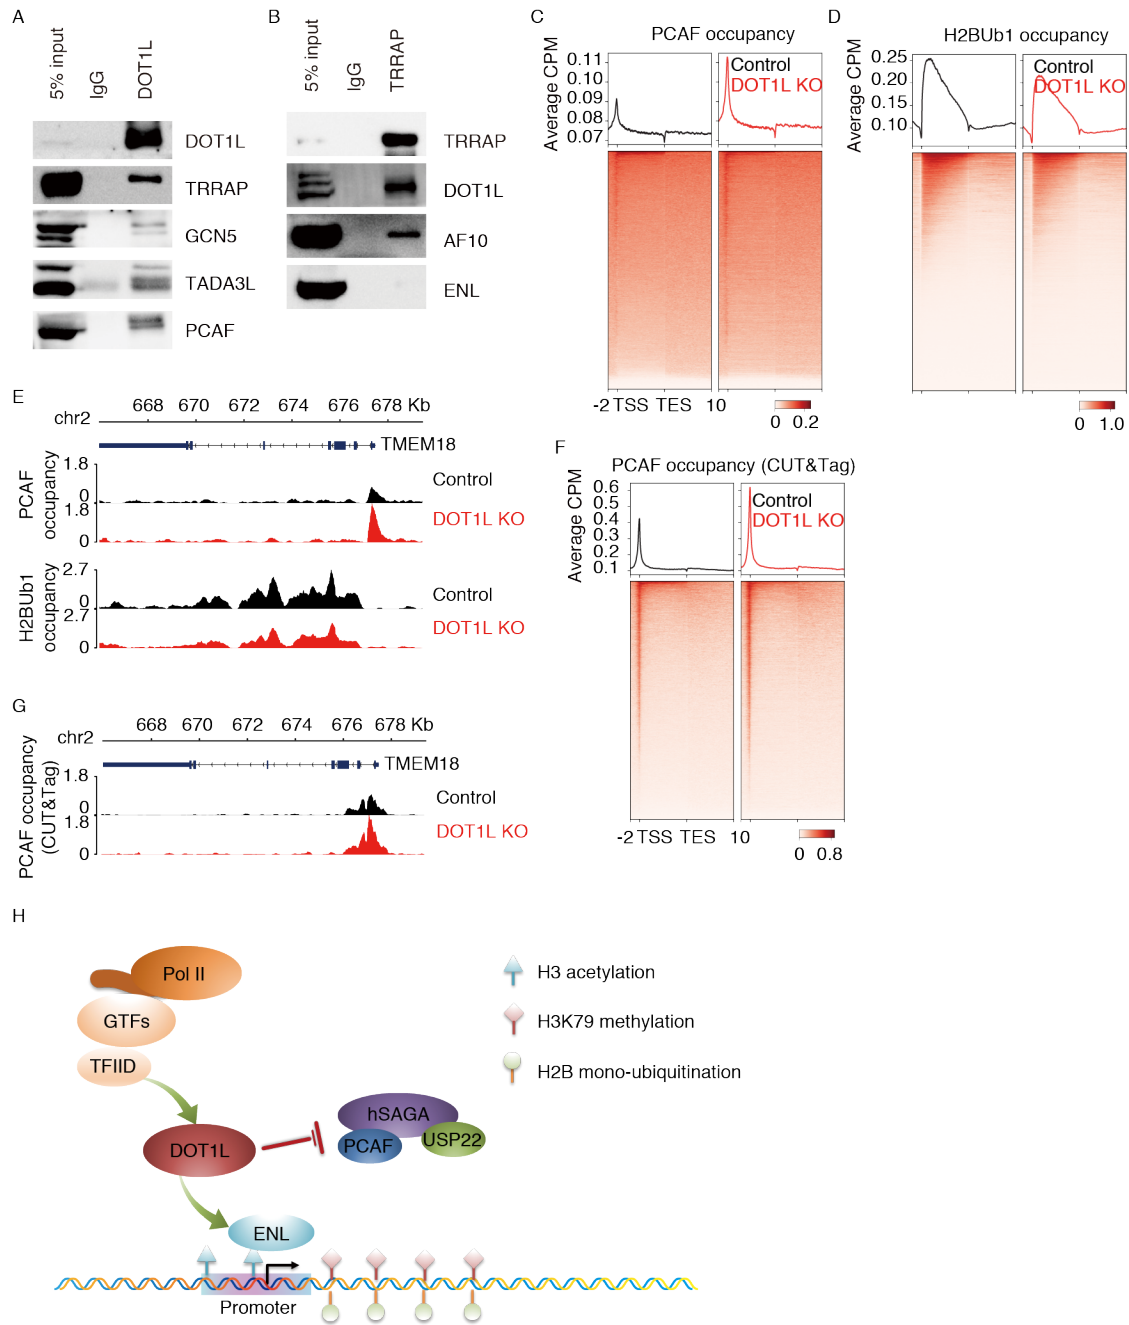 A
5% input
IgG
DOT1L
DOT1L
TRRAP
GCN5
TADA3L
PCAF
B
5% input
IgG
TRRAP
TRRAP
DOT1L
AF10
ENL
C
PCAF occupancy
Average CPM
0.11
0.10
0.09
0.08
0.07
Control
DOT1L KO
-2 TSS TES 10
0 0.2
D
H2BUb1 occupancy
Average CPM
0.25
0.20
0.15
0.10
Control
DOT1L KO
0 1.0
E
668 670 672 674 676 678 Kb
chr2
TMEM18
PCAF
occupancy
1.8
0
Control
1.8
0
DOT1L KO
H2BUb1
occupancy
2.7
0
Control
2.7
0
DOT1L KO
F
PCAF occupancy (CUT&Tag)
Average CPM
0.6
0.5
0.4
0.3
0.2
0.1
Control
DOT1L KO
-2 TSS TES 10
0 0.8
G
668 670 672 674 676 678 Kb
chr2
TMEM18
PCAF occupancy
(CUT&Tag)
1.8
0
Control
1.8
0
DOT1L KO
H
Pol II
GTFs
TFIID
DOT1L
hSAGA
PCAF
USP22
ENL
Promoter
H3 acetylation
H3K79 methylation
H2B mono-ubiquitination